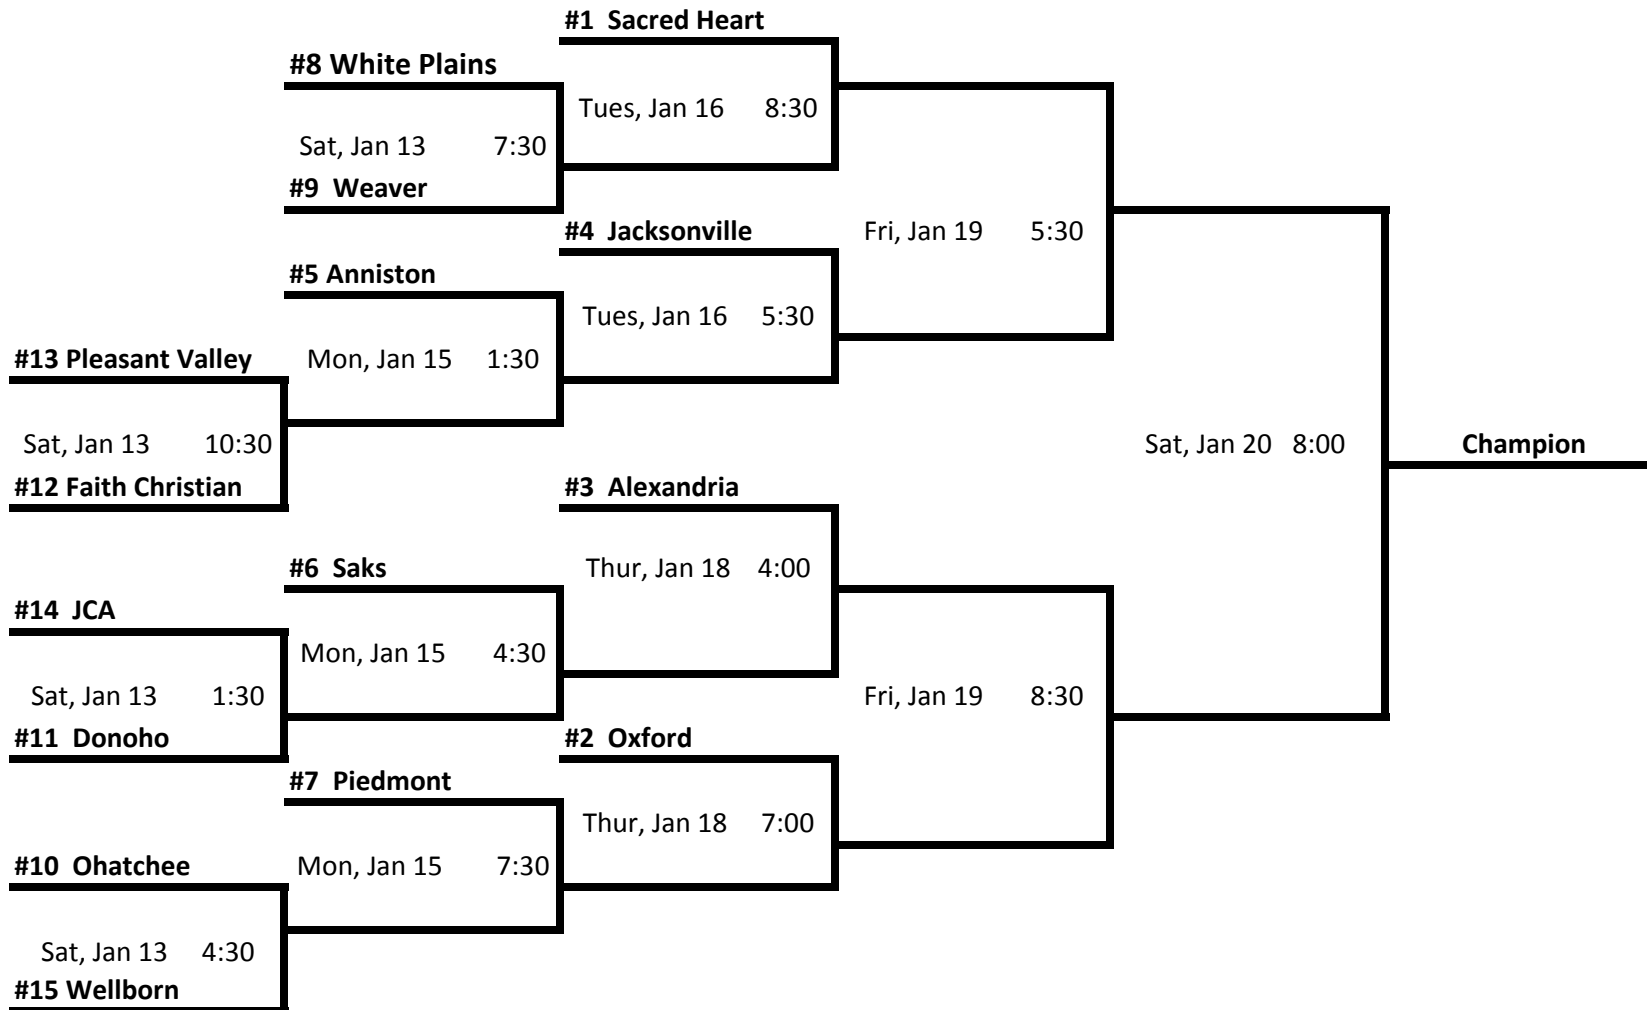 #1 Sacred Heart
#8 White Plains
Tues, Jan 16 8:30
Sat, Jan 13 7:30
#9 Weaver
#4 Jacksonville
Fri, Jan 19 5:30
#5 Anniston
Tues, Jan 16 5:30
#13 Pleasant Valley
Mon, Jan 15 1:30
Sat, Jan 13 10:30
Sat, Jan 20 8:00
Champion
#12 Faith Christian
#3 Alexandria
#6 Saks
Thur, Jan 18 4:00
#14 JCA
Mon, Jan 15 4:30
Sat, Jan 13 1:30
Fri, Jan 19 8:30
#11 Donoho
#2 Oxford
#7 Piedmont
Thur, Jan 18 7:00
#10 Ohatchee
Mon, Jan 15 7:30
Sat, Jan 13 4:30
#15 Wellborn